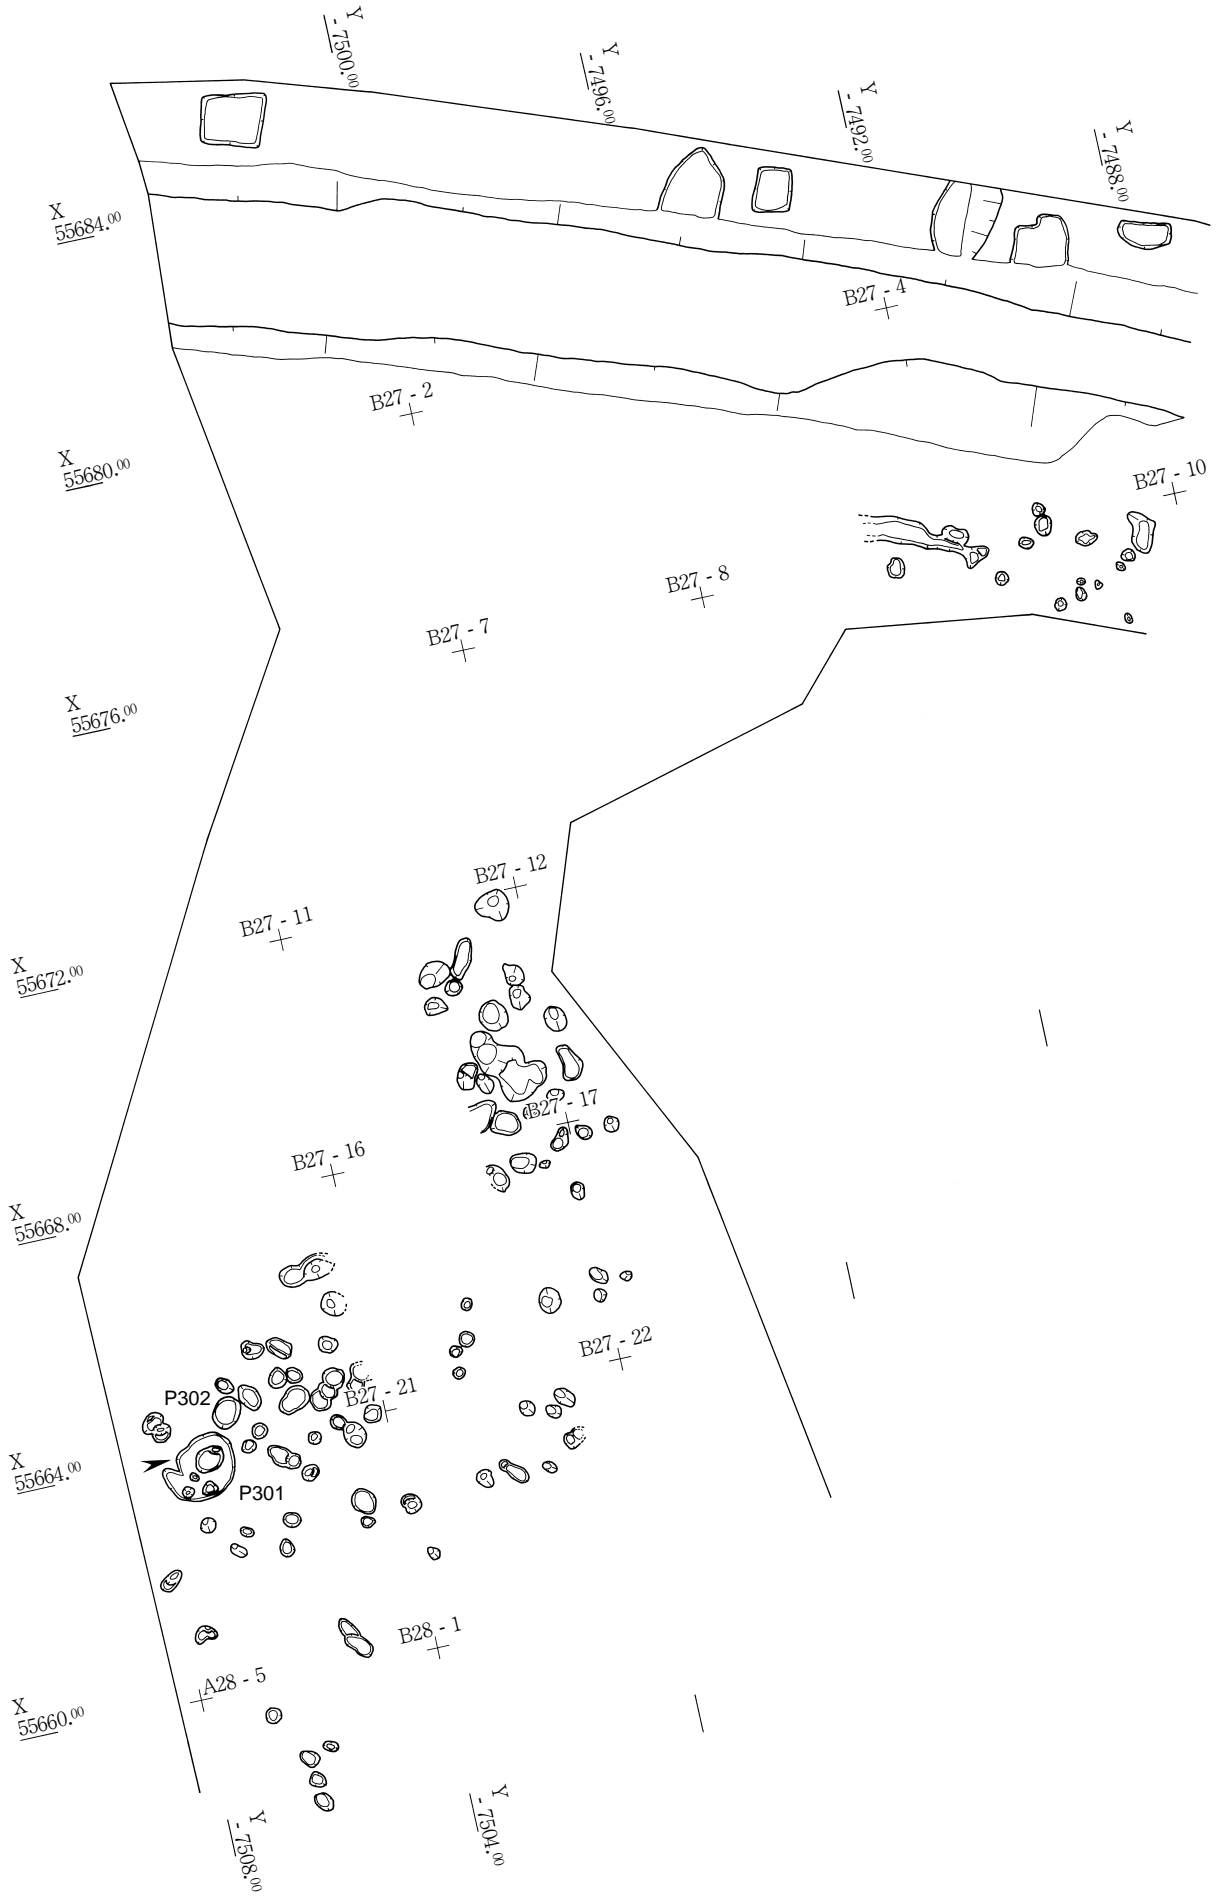 Y
- 7500.00
Y
- 7496.00
Y
- 7492.00
Y
- 7488.00
X
55684.00
B27 - 4
B27 - 2
X
55680.00
B27 - 10
B27 - 8
B27 - 7
X
55676.00
B27 - 12
B27 - 11
X
55672.00
B27 - 17
B27 - 16
X
55668.00
B27 - 22
B27 - 21
P302
X
55664.00
P301
B28 - 1
A28 - 5
X
55660.00
Y
- 7508.00
Y
- 7504.00